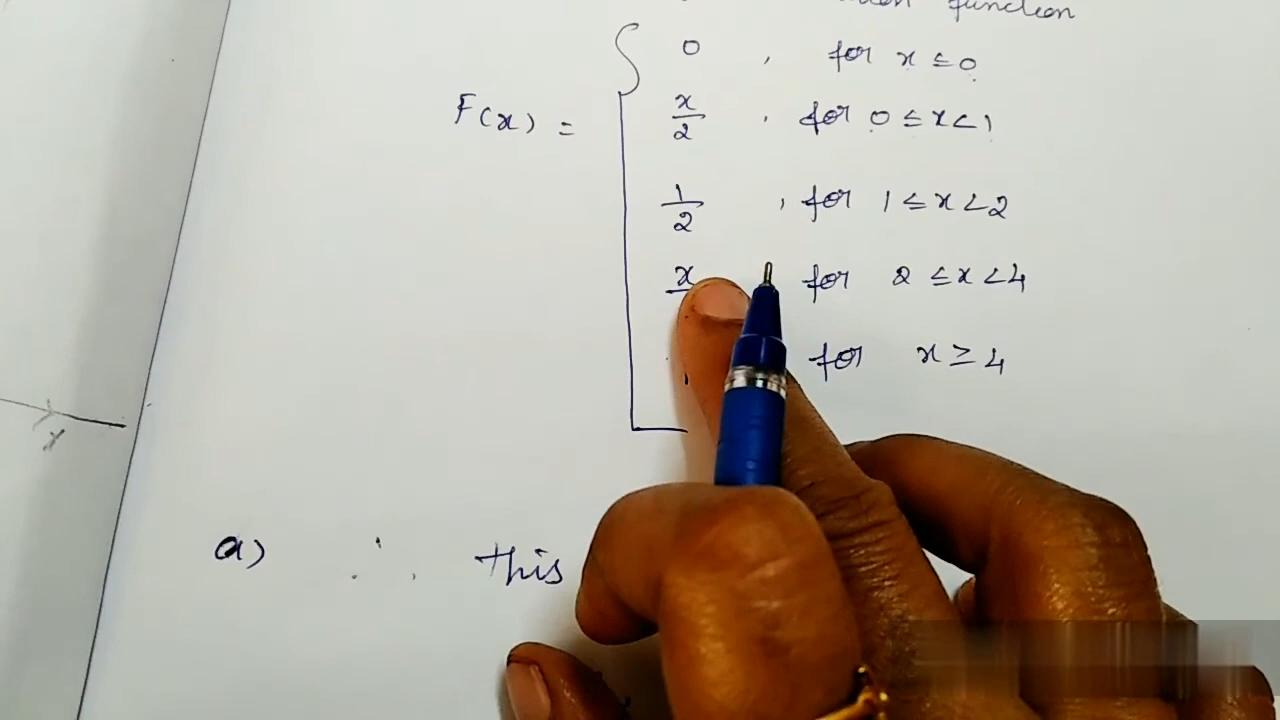 function
0 , for x ≤ 0
F(x) =
x/2 , for 0 ≤ x < 1
1/2 , for 1 ≤ x < 2
x for 2 ≤ x < 4
for x ≥ 4
x
a) ∴ this